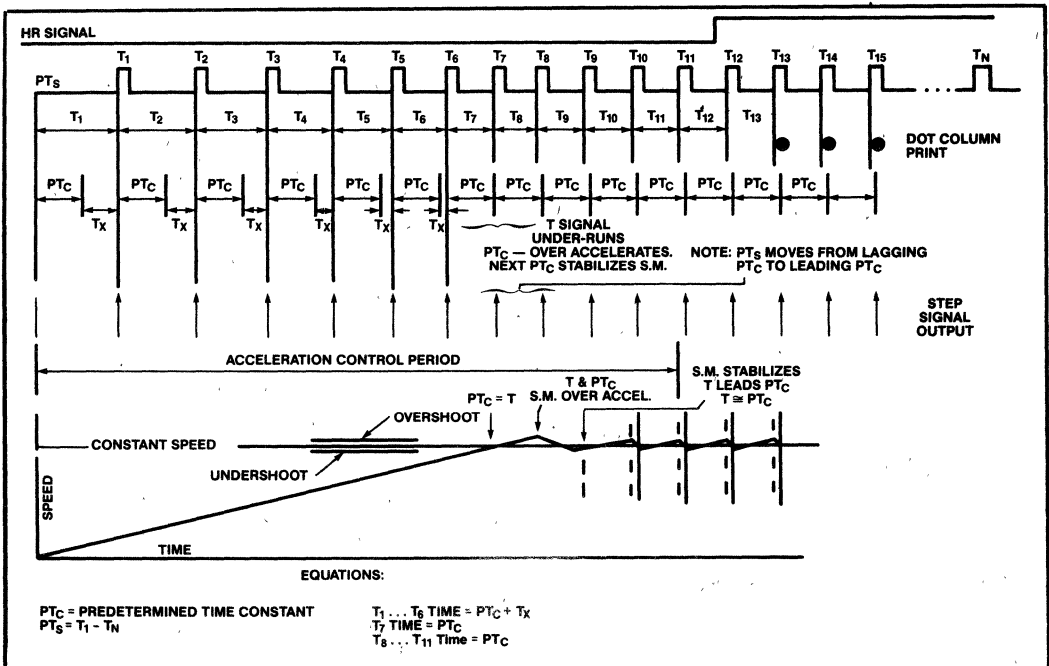 HR SIGNAL
T1 T2 T3 T4 T5 T6 T7 T8 T9 T10 T11 T12 T13 T14 T15 TN
PTS
T1 T2 T3 T4 T5 T6 T7 T8 T9 T10 T11 T12 T13
DOT COLUMN
PRINT
PTC PTC PTC PTC PTC PTC PTC PTC PTC PTC PTC PTC PTC PTC
TX TX TX TX TX TX
T SIGNAL
UNDER-RUNS
PTC — OVER ACCELERATES.
NEXT PTC STABILIZES S.M.
NOTE: PTS MOVES FROM LAGGING
PTC TO LEADING PTC
STEP
SIGNAL
OUTPUT
ACCELERATION CONTROL PERIOD
PTC = T
T & PTC
S.M. OVER ACCEL.
S.M. STABILIZES
T LEADS PTC
T ≅ PTC
OVERSHOOT
CONSTANT SPEED
UNDERSHOOT
SPEED
TIME
EQUATIONS:
PTC = PREDETERMINED TIME CONSTANT
PTS = T1 - TN
T1 . . . T6 TIME = PTC + TX
T7 TIME = PTC
T8 . . . T11 Time = PTC